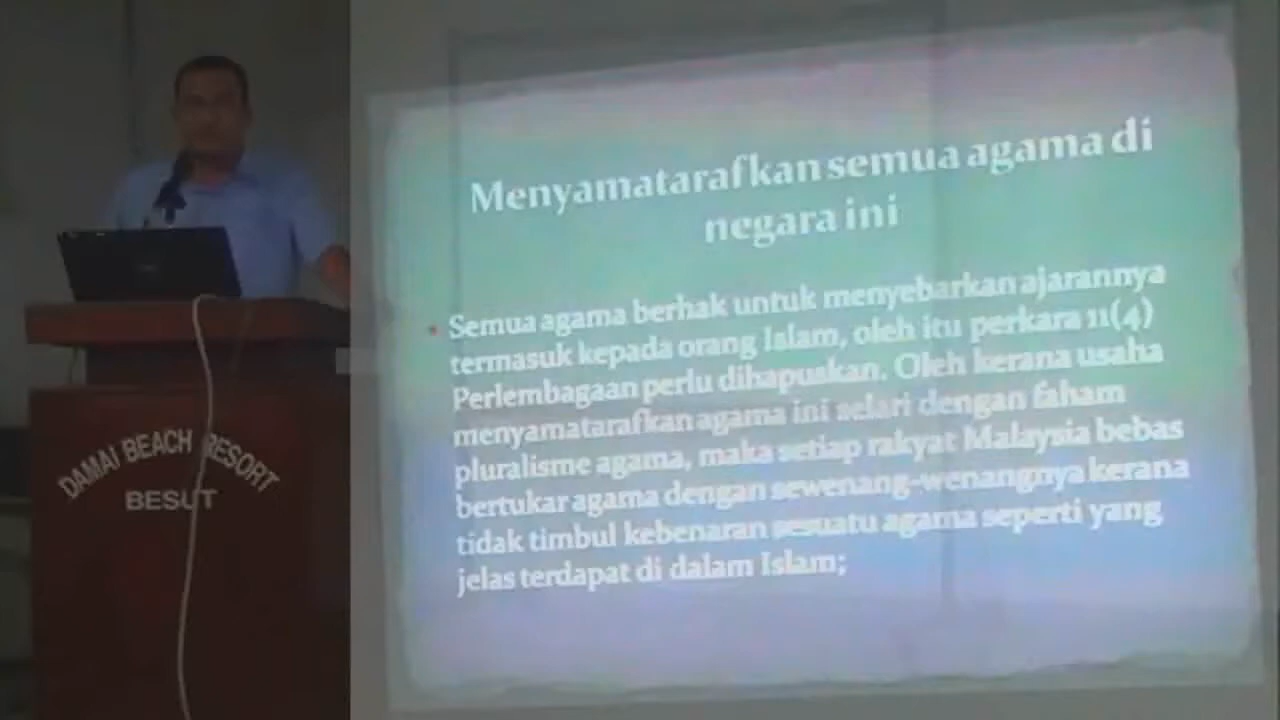 Menyamatarafkan semua agama di
negara ini
Semua agama berhak untuk menyebarkan ajarannya
termasuk kepada orang Islam, oleh itu perkara 11(4)
Perlembagaan perlu dihapuskan. Oleh kerana usaha
menyamatarafkan agama ini selari dengan faham
pluralisme agama, maka setiap rakyat Malaysia bebas
bertukar agama dengan sewenang-wenangnya kerana
tidak timbul kebenaran sesuatu agama seperti yang
jelas terdapat di dalam Islam;
DAMAI BEACH RESORT
BESUT